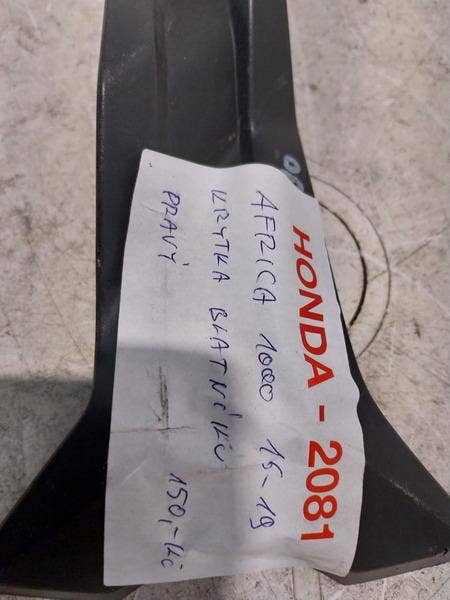 HONDA - 2081
AFRICA 1000 15-19
KRYTKA BLATNÍKU
PRAVÝ 150,-Kč